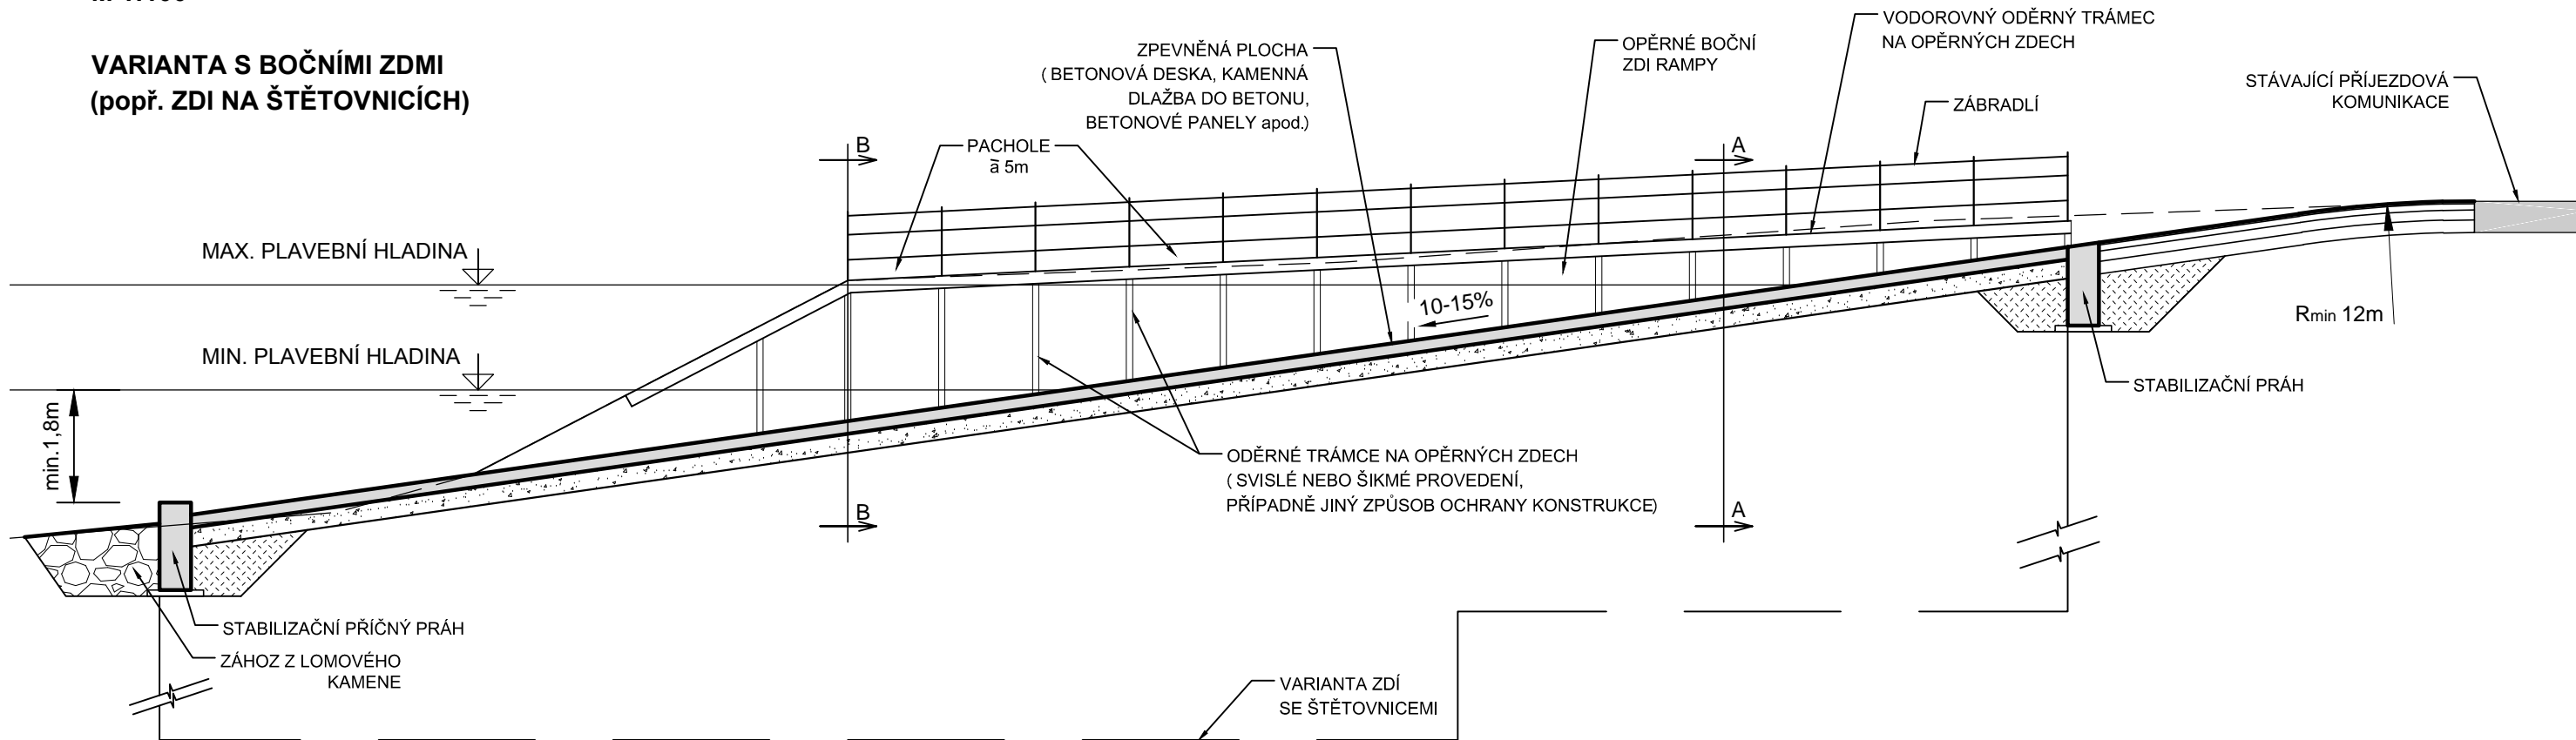 VARIANTA S BOČNÍMI ZDMI
(popř. ZDI NA ŠTĚTOVNICÍCH)
VODOROVNÝ ODĚRNÝ TRÁMEC
NA OPĚRNÝCH ZDECH
ZPEVNĚNÁ PLOCHA
( BETONOVÁ DESKA, KAMENNÁ
DLAŽBA DO BETONU,
BETONOVÉ PANELY apod.)
OPĚRNÉ BOČNÍ
ZDI RAMPY
STÁVAJÍCÍ PŘÍJEZDOVÁ
KOMUNIKACE
ZÁBRADLÍ
B
PACHOLE
à 5m
A
MAX. PLAVEBNÍ HLADINA
10-15%
Rmin 12m
MIN. PLAVEBNÍ HLADINA
STABILIZAČNÍ PRÁH
min.1,8m
ODĚRNÉ TRÁMCE NA OPĚRNÝCH ZDECH
( SVISLÉ NEBO ŠIKMÉ PROVEDENÍ,
PŘÍPADNĚ JINÝ ZPŮSOB OCHRANY KONSTRUKCE)
B
A
STABILIZAČNÍ PŘÍČNÝ PRÁH
ZÁHOZ Z LOMOVÉHO
KAMENE
VARIANTA ZDÍ
SE ŠTĚTOVNICEMI